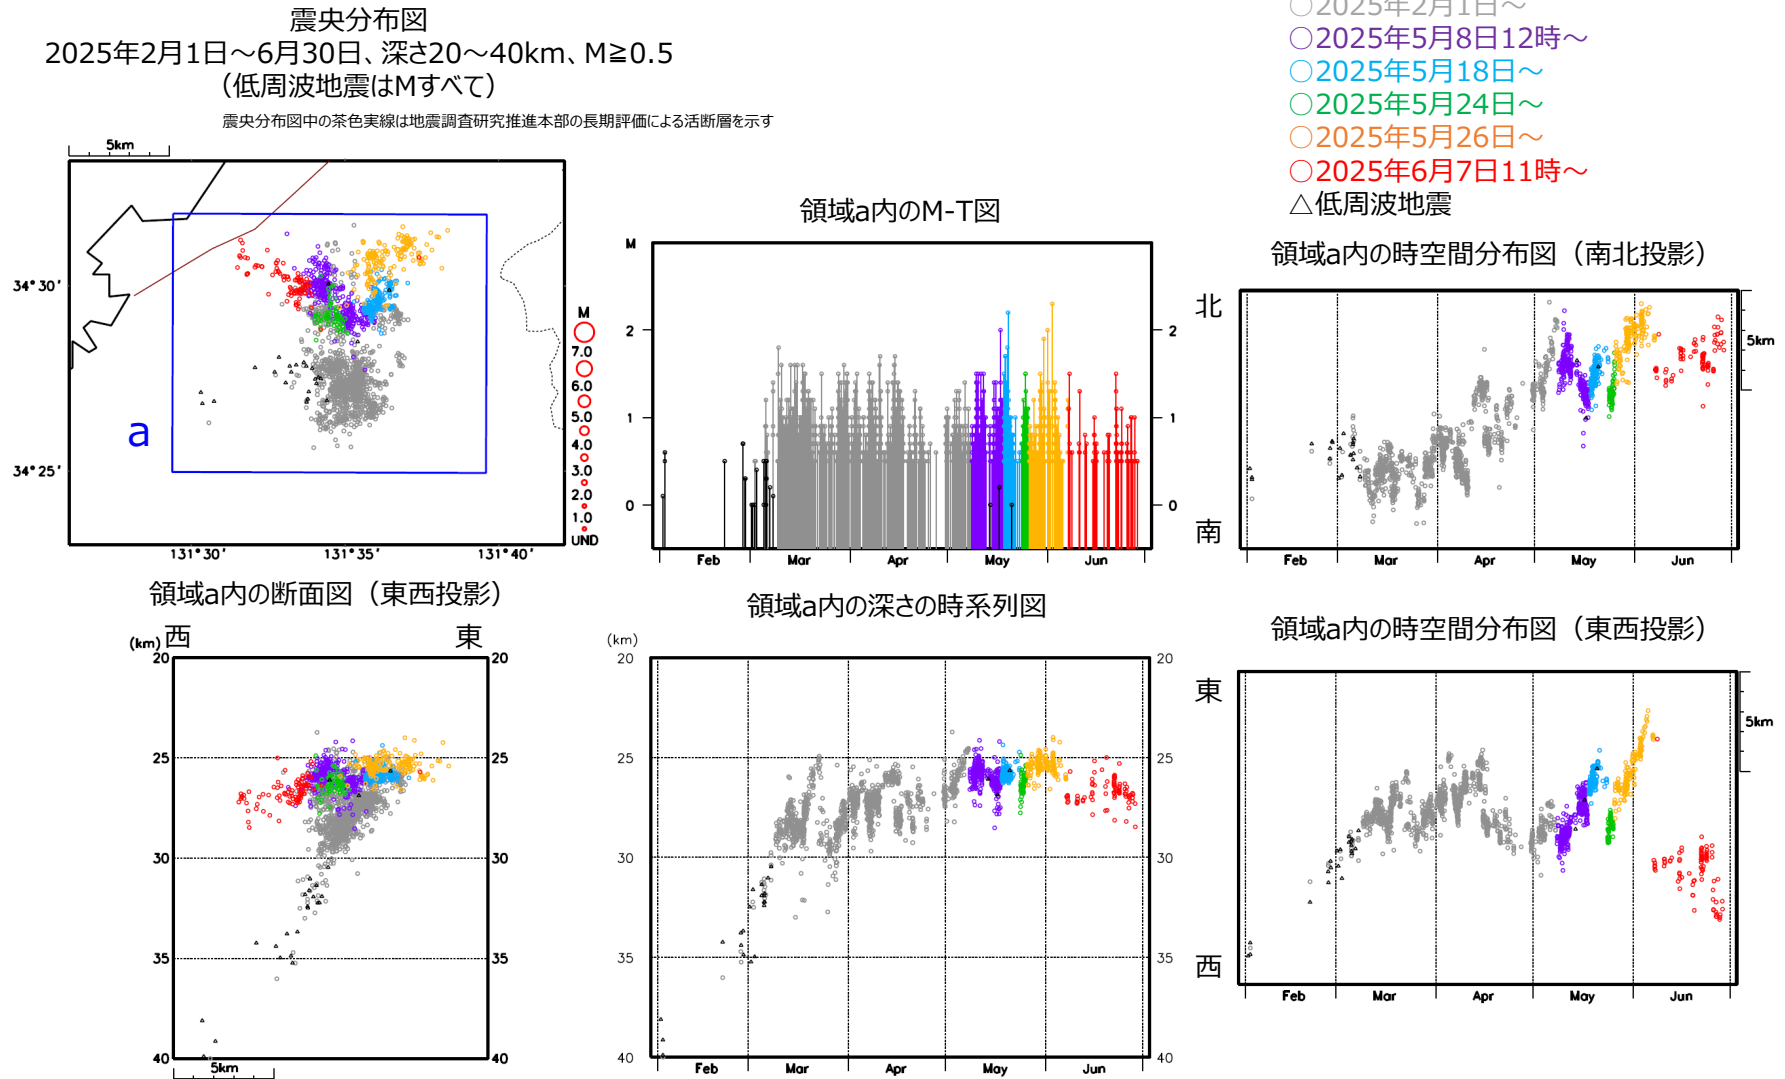 震央分布図
2025年2月1日～6月30日、深さ20～40km、M≧0.5
（低周波地震はMすべて）
震央分布図中の茶色実線は地震調査研究推進本部の長期評価による活断層を示す
○2025年2月1日～
○2025年5月8日12時～
○2025年5月18日～
○2025年5月24日～
○2025年5月26日～
○2025年6月7日11時～
△低周波地震
5km
34°30′
34°25′
131°30′
131°35′
131°40′
a
M
7.0
6.0
5.0
4.0
3.0
2.0
1.0
UND
領域a内のM-T図
M
2
1
0
2
1
0
Feb Mar Apr May Jun
領域a内の時空間分布図（南北投影）
北
南
5km
Feb Mar Apr May Jun
領域a内の断面図（東西投影）
(km) 西 東
20 20
25 25
30 30
35 35
40 40
5km
領域a内の深さの時系列図
(km)
20 20
25 25
30 30
35 35
40 40
Feb Mar Apr May Jun
領域a内の時空間分布図（東西投影）
東
西
5km
Feb Mar Apr May Jun